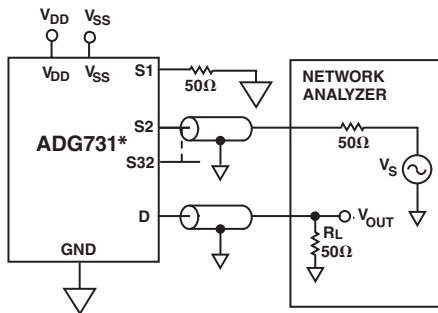 VDD
VSS
VDD
VSS
S1
50Ω
NETWORK
ANALYZER
S2
50Ω
ADG731*
VS
S32
D
VOUT
RL
50Ω
GND